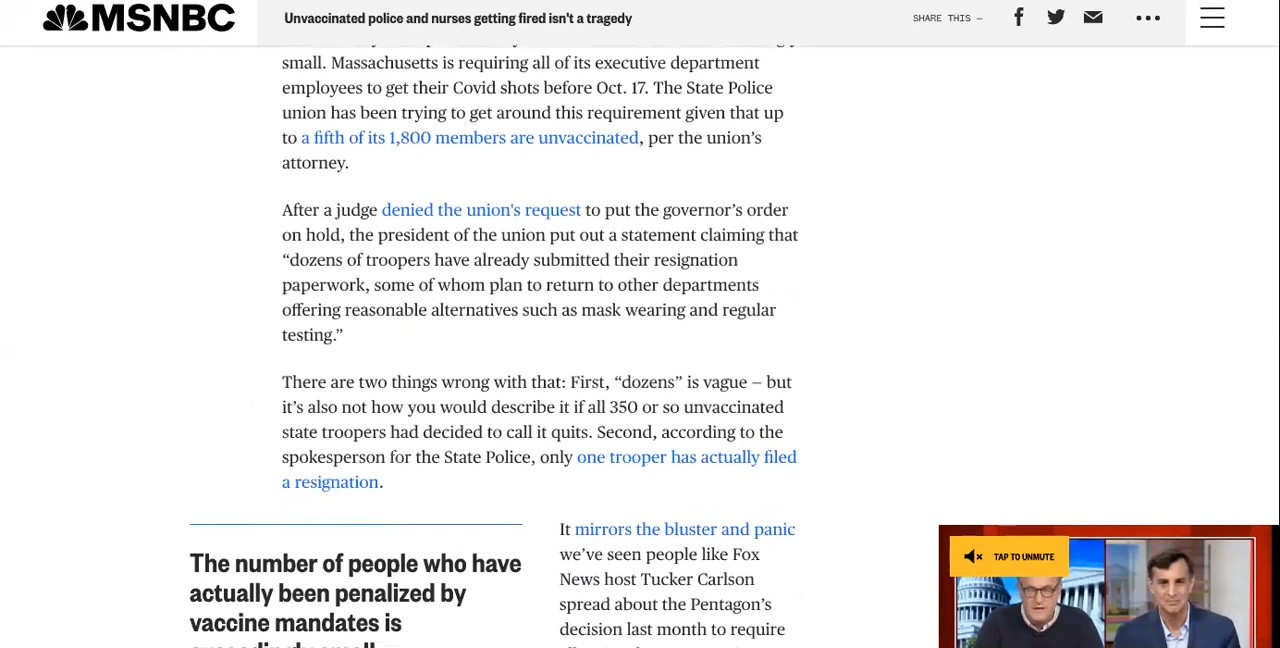 MSNBC
Unvaccinated police and nurses getting fired isn't a tragedy
SHARE THIS —
small. Massachusetts is requiring all of its executive department
employees to get their Covid shots before Oct. 17. The State Police
union has been trying to get around this requirement given that up
to a fifth of its 1,800 members are unvaccinated, per the union’s
attorney.
After a judge denied the union's request to put the governor’s order
on hold, the president of the union put out a statement claiming that
“dozens of troopers have already submitted their resignation
paperwork, some of whom plan to return to other departments
offering reasonable alternatives such as mask wearing and regular
testing.”
There are two things wrong with that: First, “dozens” is vague — but
it’s also not how you would describe it if all 350 or so unvaccinated
state troopers had decided to call it quits. Second, according to the
spokesperson for the State Police, only one trooper has actually filed
a resignation.
The number of people who have
actually been penalized by
vaccine mandates is
It mirrors the bluster and panic
we’ve seen people like Fox
News host Tucker Carlson
spread about the Pentagon’s
decision last month to require
TAP TO UNMUTE